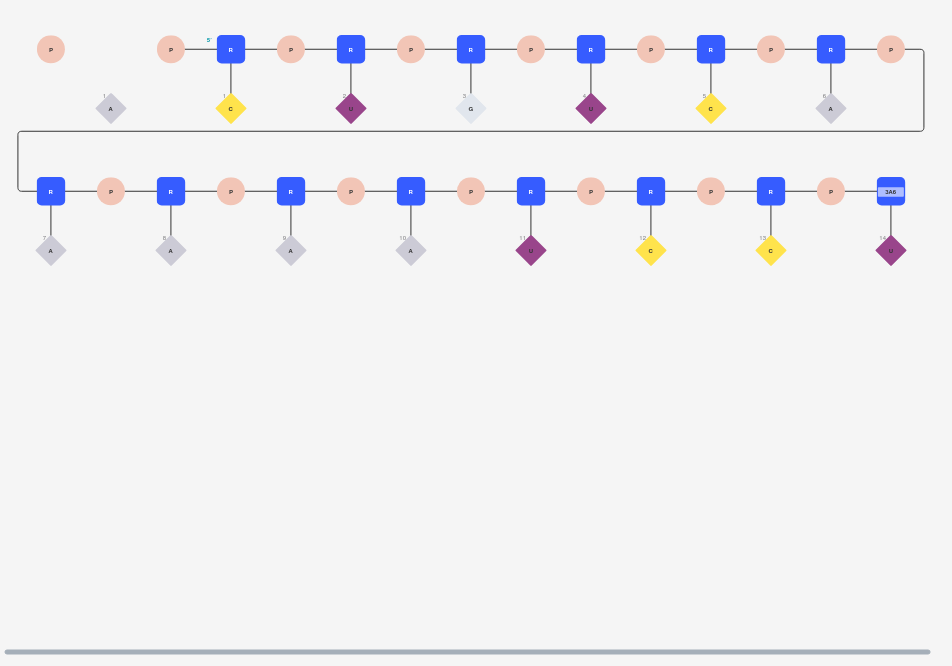 P P 5' R P R P R P R P R P R P
1 A 1 C 2 U 3 G 4 U 5 C 6 A
R P R P R P R P R P R P R P 3A6
7 A 8 A 9 A 10 A 11 U 12 C 13 C 14 U